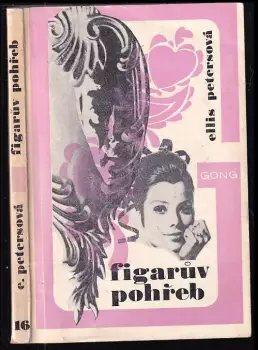 figarův pohřeb
e. petersová
16
ellis petersová
GONG
figarův
pohřeb